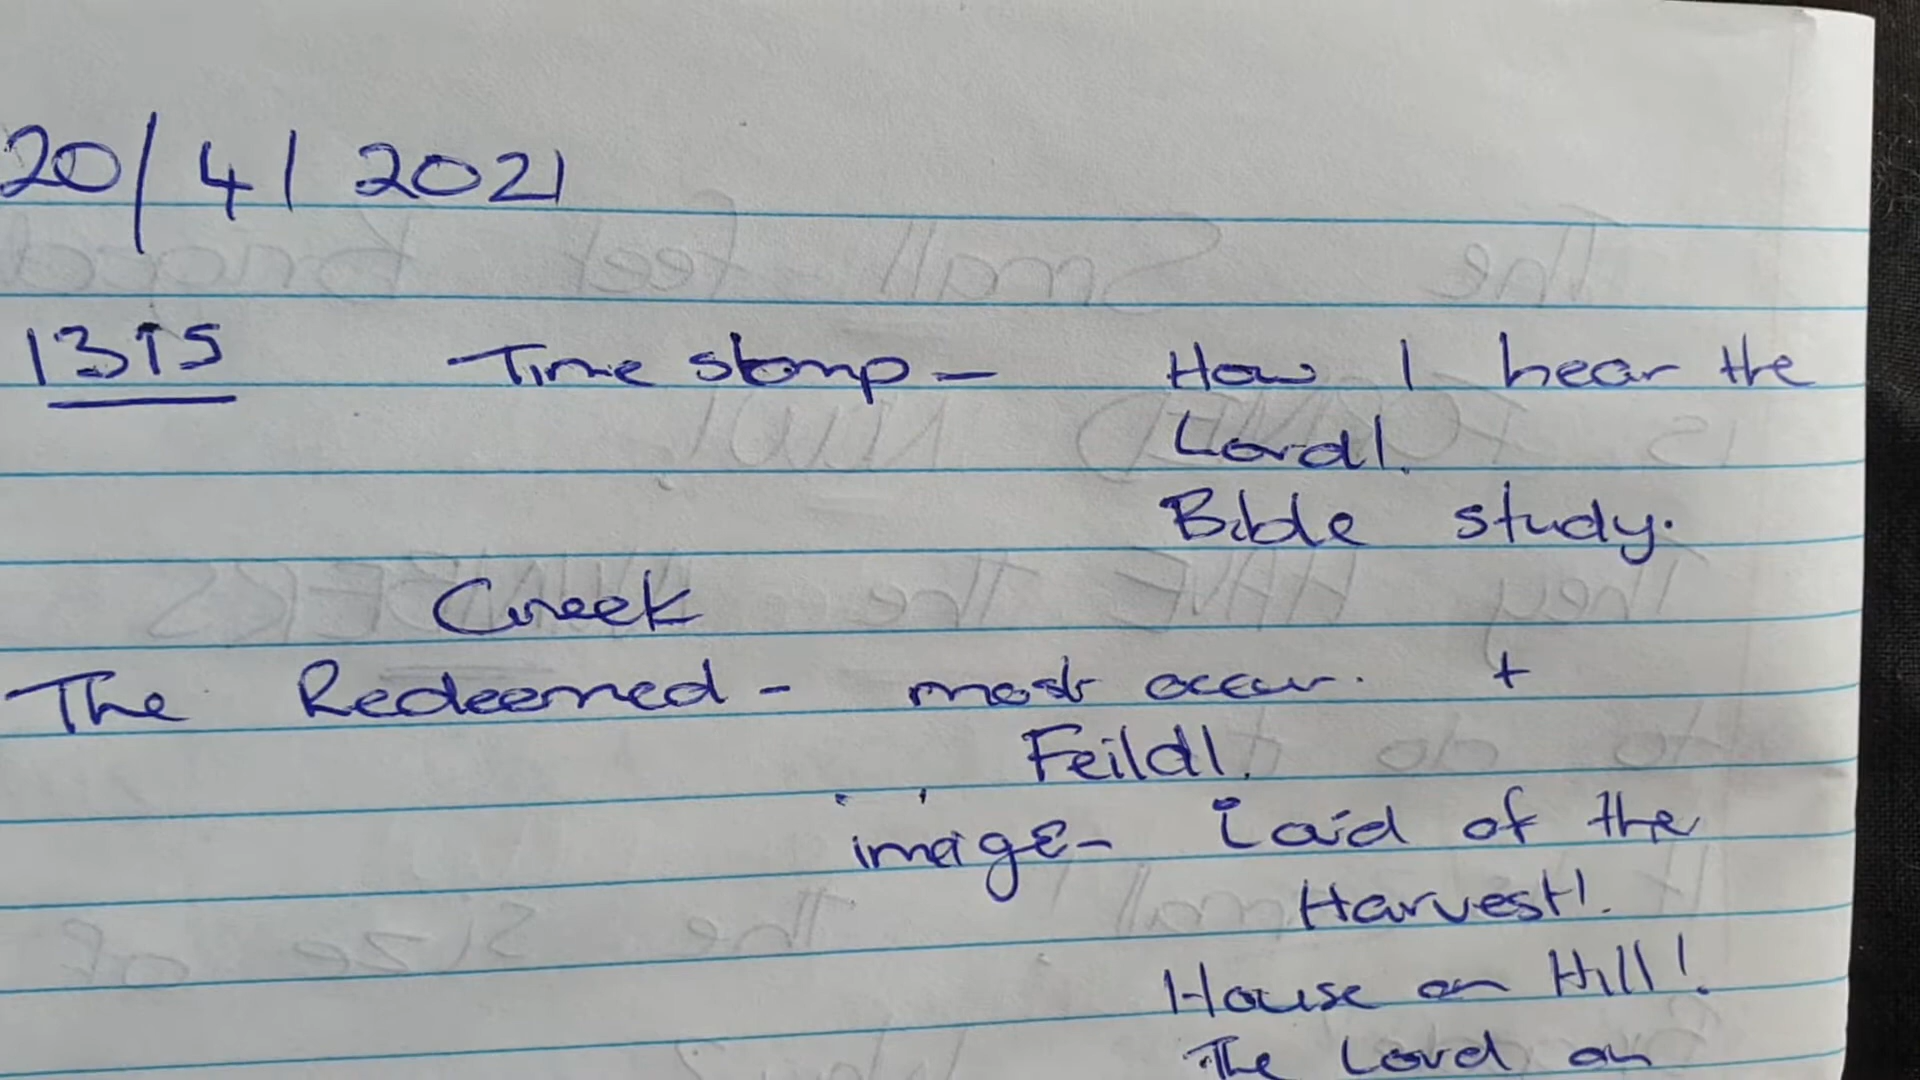 20/4/2021
1315 Time stamp - How I hear the
Lord!.
Bible study.
Greek
The Redeemed - most occur. +
Feild!.
image - Laid of the
Harvest!.
House on Hill!
The Lord on